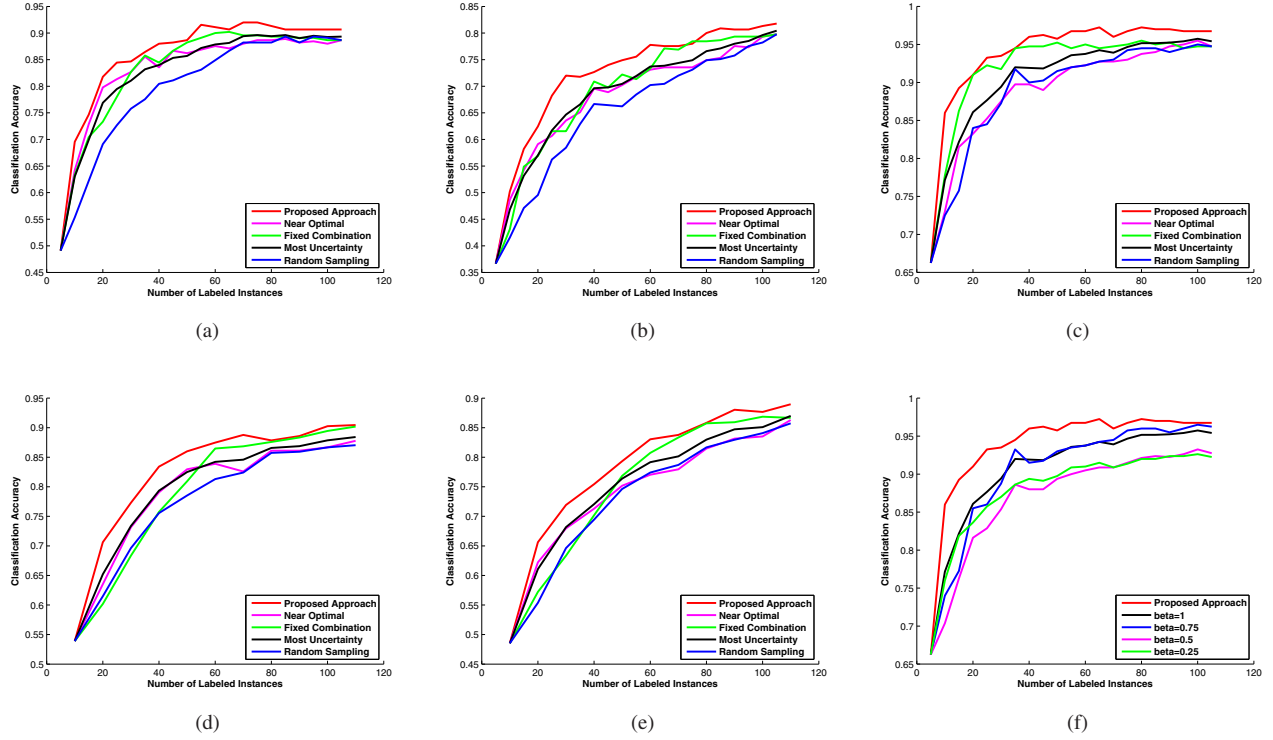 0.95
0.9
0.85
0.8
0.75
0.7
0.65
0.6
0.55
0.5
0.45
0 20 40 60 80 100 120
Classification Accuracy
Number of Labeled Instances
Proposed Approach
Near Optimal
Fixed Combination
Most Uncertainty
Random Sampling
(a)
0.85
0.8
0.75
0.7
0.65
0.6
0.55
0.5
0.45
0.4
0.35
0 20 40 60 80 100 120
Classification Accuracy
Number of Labeled Instances
Proposed Approach
Near Optimal
Fixed Combination
Most Uncertainty
Random Sampling
(b)
1
0.95
0.9
0.85
0.8
0.75
0.7
0.65
0 20 40 60 80 100 120
Classification Accuracy
Number of Labeled Instances
Proposed Approach
Near Optimal
Fixed Combination
Most Uncertainty
Random Sampling
(c)
0.95
0.9
0.85
0.8
0.75
0.7
0.65
0.6
0.55
0.5
0 20 40 60 80 100 120
Classification Accuracy
Number of Labeled Instances
Proposed Approach
Near Optimal
Fixed Combination
Most Uncertainty
Random Sampling
(d)
0.9
0.85
0.8
0.75
0.7
0.65
0.6
0.55
0.5
0.45
0 20 40 60 80 100 120
Classification Accuracy
Number of Labeled Instances
Proposed Approach
Near Optimal
Fixed Combination
Most Uncertainty
Random Sampling
(e)
1
0.95
0.9
0.85
0.8
0.75
0.7
0.65
0 20 40 60 80 100 120
Classification Accuracy
Number of Labeled Instances
Proposed Approach
beta=1
beta=0.75
beta=0.5
beta=0.25
(f)